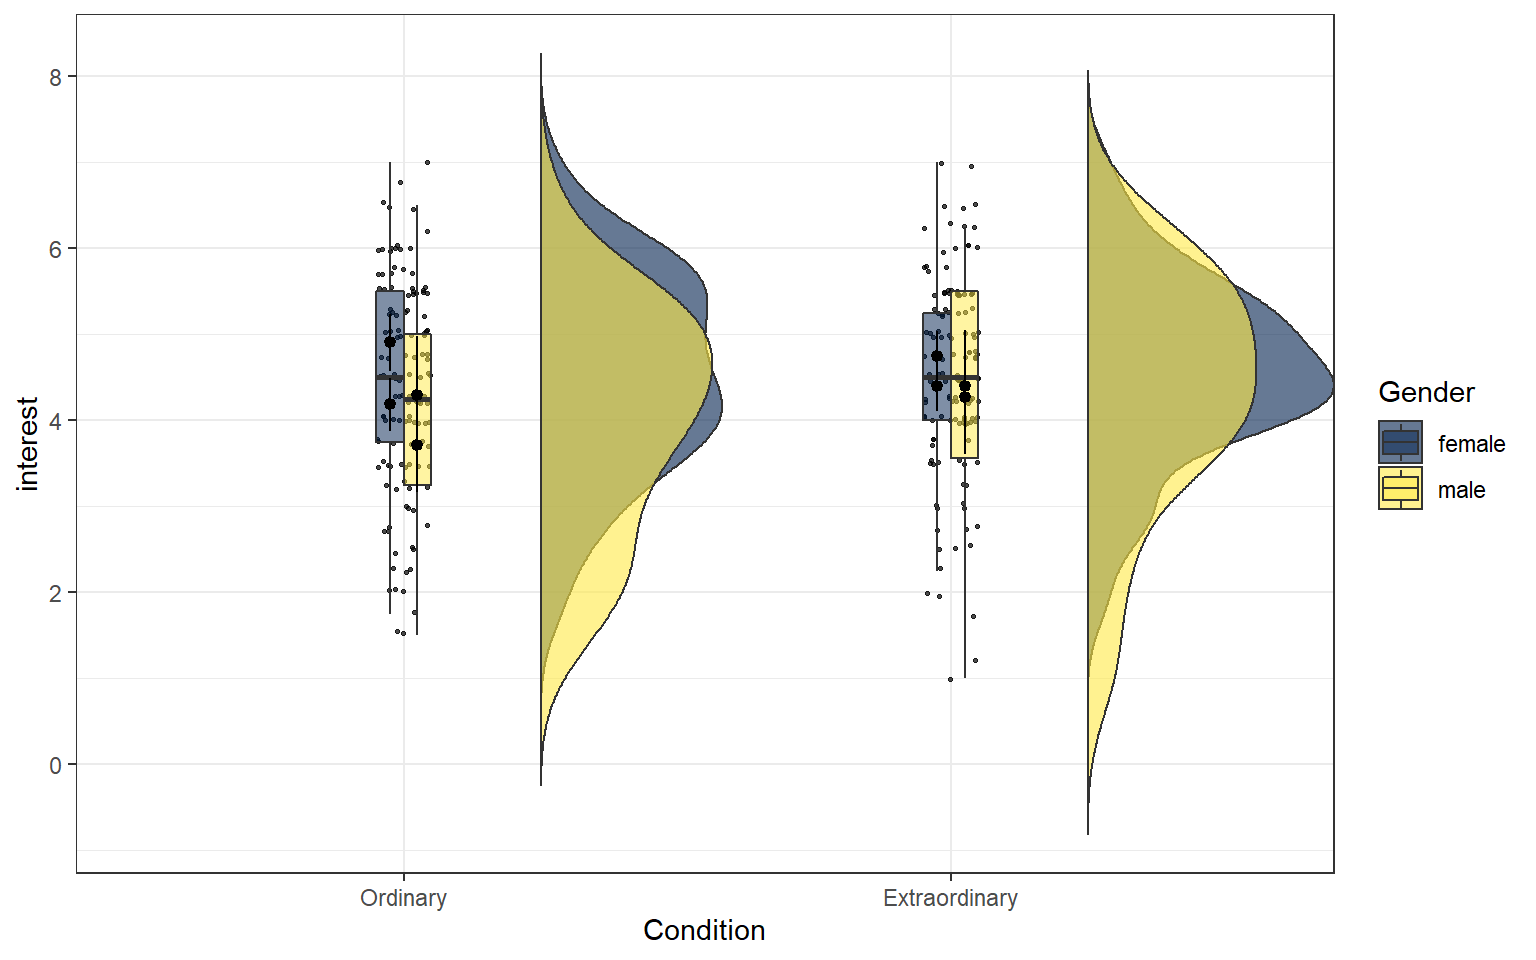 8
6
4
2
0
interest
Ordinary
Extraordinary
Condition
Gender
female
male